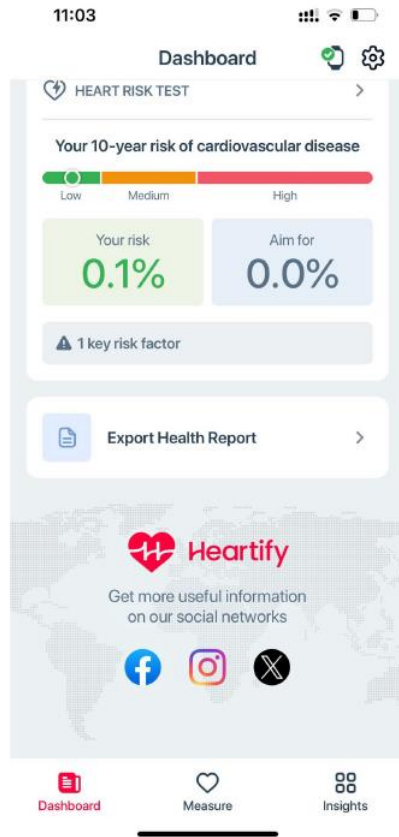 11:03
Dashboard
HEART RISK TEST
Your 10-year risk of cardiovascular disease
Low Medium High
Your risk
0.1%
Aim for
0.0%
1 key risk factor
Export Health Report
Heartify
Get more useful information
on our social networks
Dashboard Measure Insights